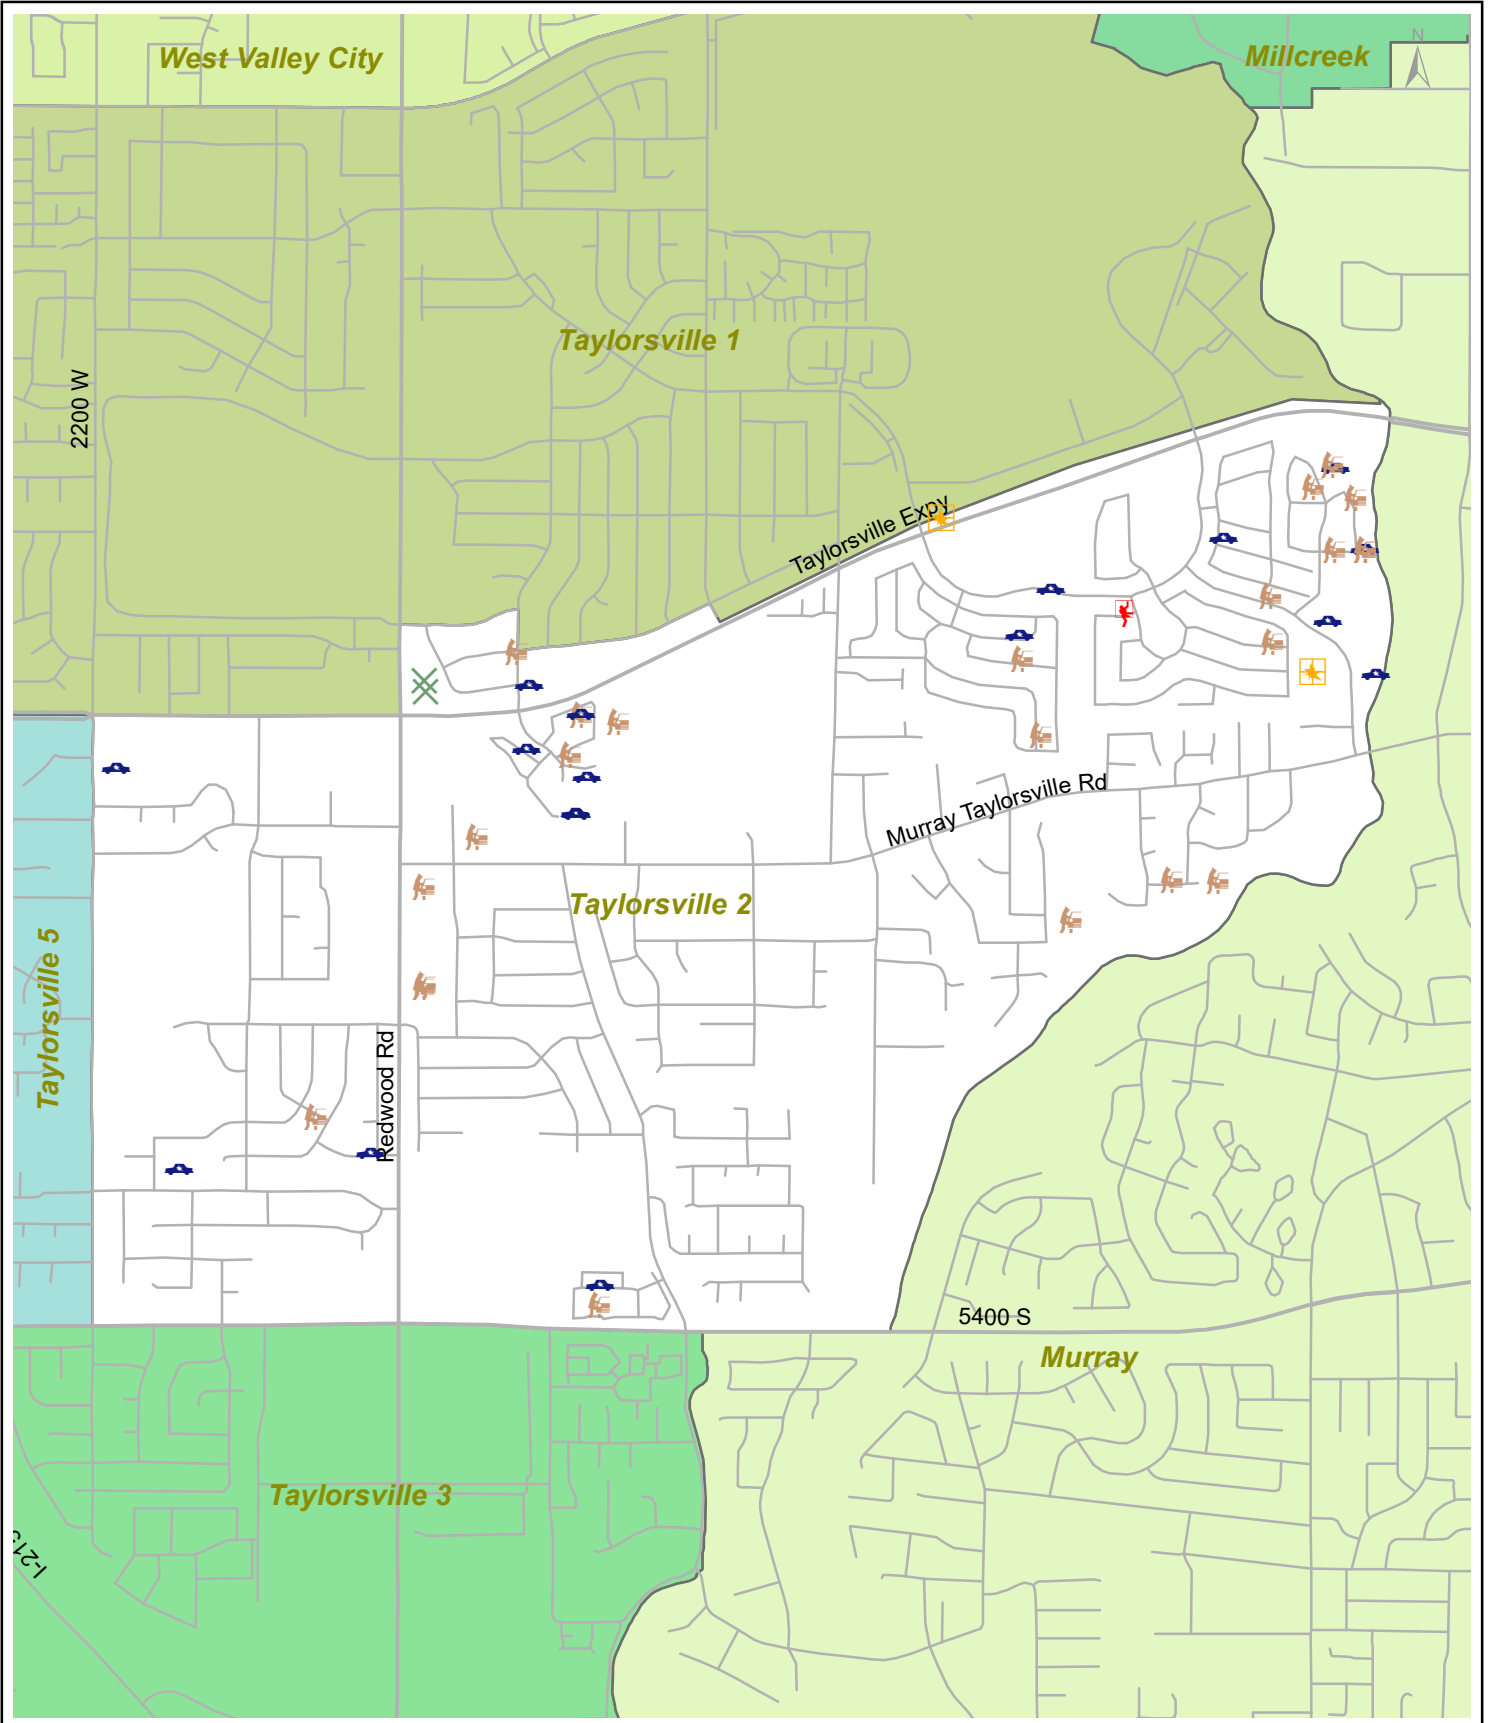 West Valley City
Millcreek
N
Taylorsville 1
2200 W
Taylorsville Expy
Murray Taylorsville Rd
Taylorsville 2
Taylorsville 5
Redwood Rd
5400 S
Murray
Taylorsville 3
I-215